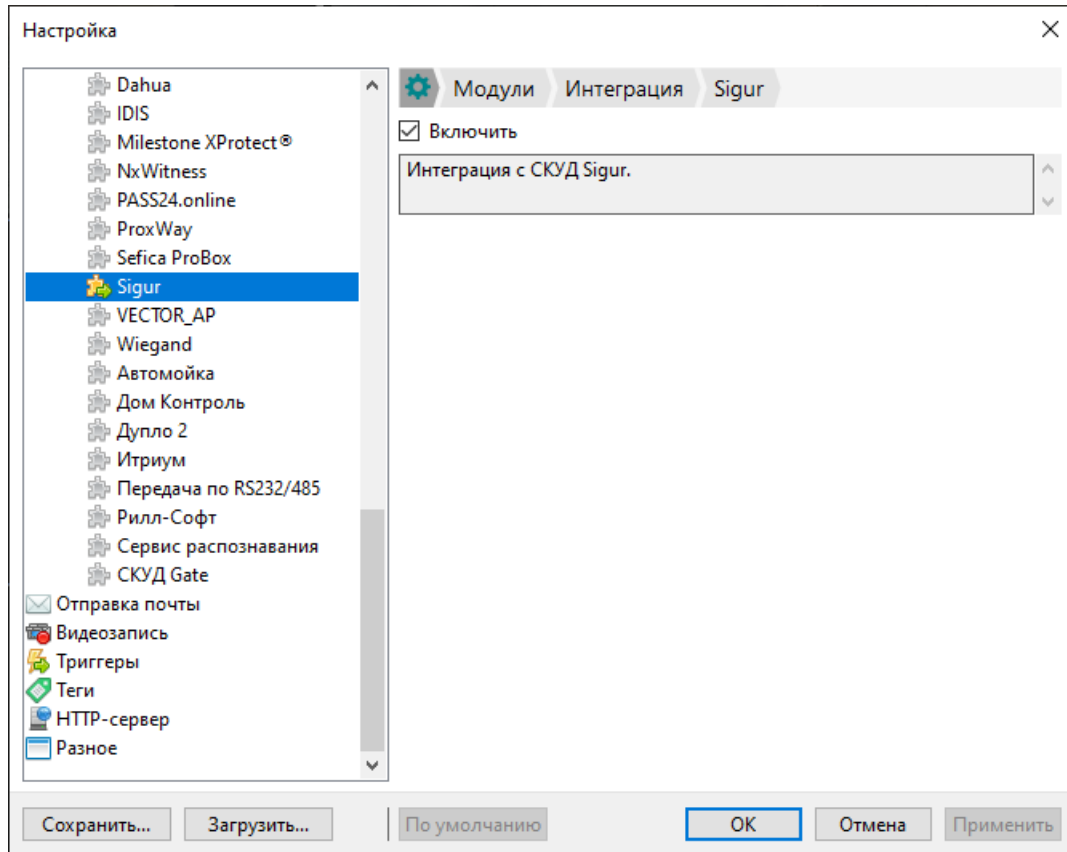 Настройка
Dahua
IDIS
Milestone XProtect®
NxWitness
PASS24.online
ProxWay
Sefica ProBox
Sigur
VECTOR_AP
Wiegand
Автомойка
Дом Контроль
Дупло 2
Итриум
Передача по RS232/485
Рилл-Софт
Сервис распознавания
СКУД Gate
Отправка почты
Видеозапись
Триггеры
Теги
HTTP-сервер
Разное
Модули Интеграция Sigur
Включить
Интеграция с СКУД Sigur.
Сохранить... Загрузить... По умолчанию OK Отмена Применить